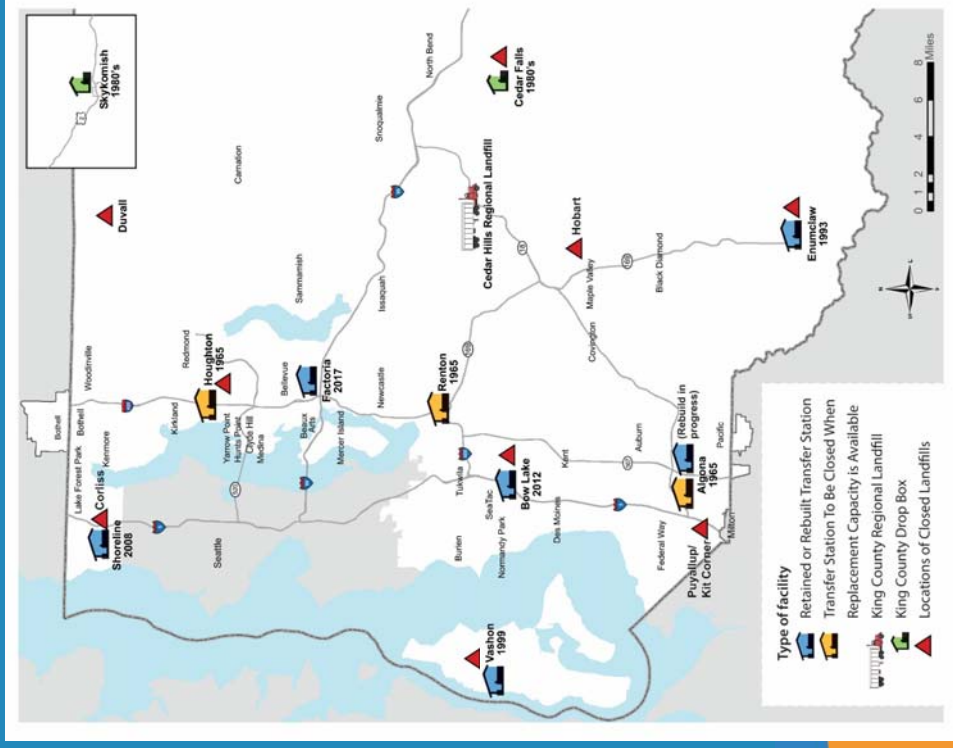 Skykomish
1980's
2
Duvall
Carnation
Bothell
Woodinville
Lake Forest Park
Bothell
Kenmore
Corliss
Shoreline
2008
Kirkland
Houghton
1965
Redmond
Yarrow Point
Hunts Point
Clyde Hill
Medina
Seattle
Bellevue
Sammamish
Beaux
Arts
Factoria
2017
Mercer Island
Newcastle
Issaquah
Snoqualmie
North Bend
Cedar Falls
1980's
Cedar Hills Regional Landfill
Renton
1965
Tukwila
Burien
SeaTac
Normandy Park
Bow Lake
2012
Vashon
1999
Des Moines
Kent
Covington
Maple Valley
Hobart
18
169
Black Diamond
Enumclaw
1993
Auburn
167
Federal Way
Puyallup/
Kit Corner
Algona
1965
(Rebuild in
progress)
Pacific
Milton
Type of facility
Retained or Rebuilt Transfer Station
Transfer Station To Be Closed When
Replacement Capacity is Available
King County Regional Landfill
King County Drop Box
Locations of Closed Landfills
0 1 2 4 6 8
Miles